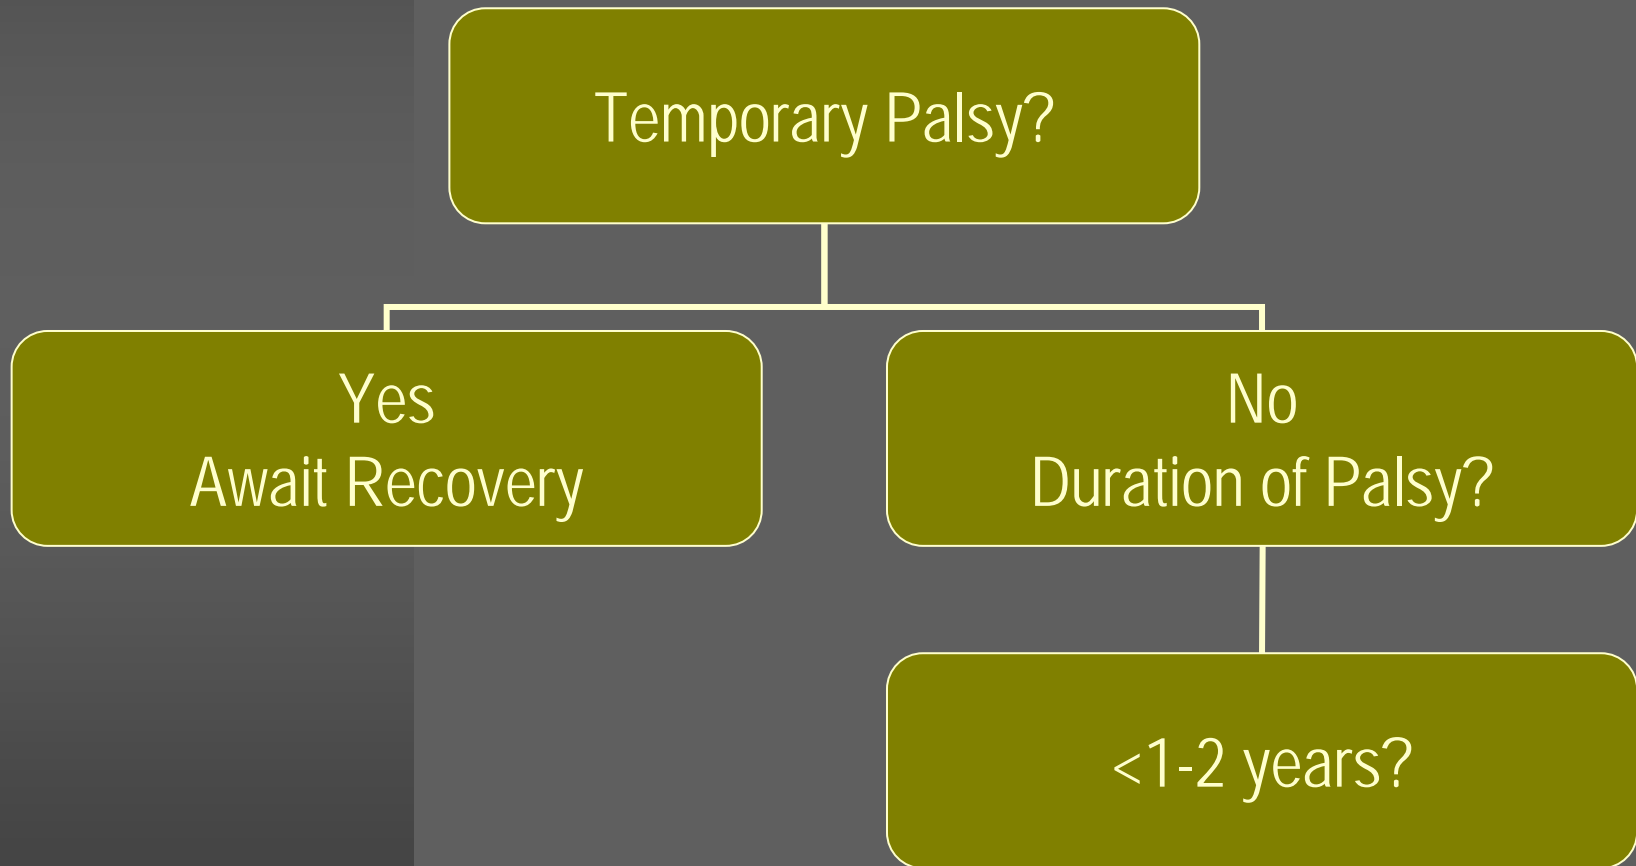 Temporary Palsy?
Yes
Await Recovery
No
Duration of Palsy?
<1-2 years?